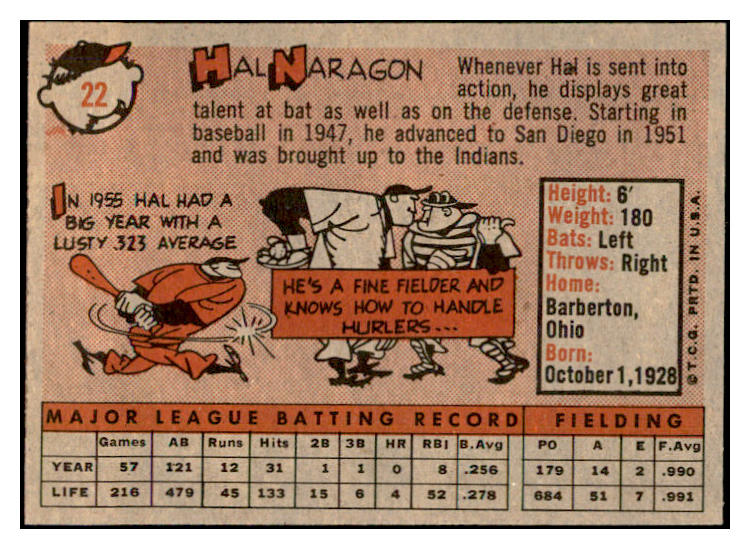 22
HAL NARAGON
Whenever Hal is sent into
action, he displays great
talent at bat as well as on the defense. Starting in
baseball in 1947, he advanced to San Diego in 1951
and was brought up to the Indians.
IN 1955 HAL HAD A
BIG YEAR WITH A
LUSTY .323 AVERAGE
HE'S A FINE FIELDER AND
KNOWS HOW TO HANDLE
HURLERS...
Height: 6'
Weight: 180
Bats: Left
Throws: Right
Home:
Barberton,
Ohio
Born:
October 1, 1928
© T.C.G. PRTD. IN U.S.A.
MAJOR LEAGUE BATTING RECORD FIELDING
Games AB Runs Hits 2B 3B HR RBI B.Avg PO A E F.Avg
YEAR 57 121 12 31 1 1 0 8 .256 179 14 2 .990
LIFE 216 479 45 133 15 6 4 52 .278 684 51 7 .991